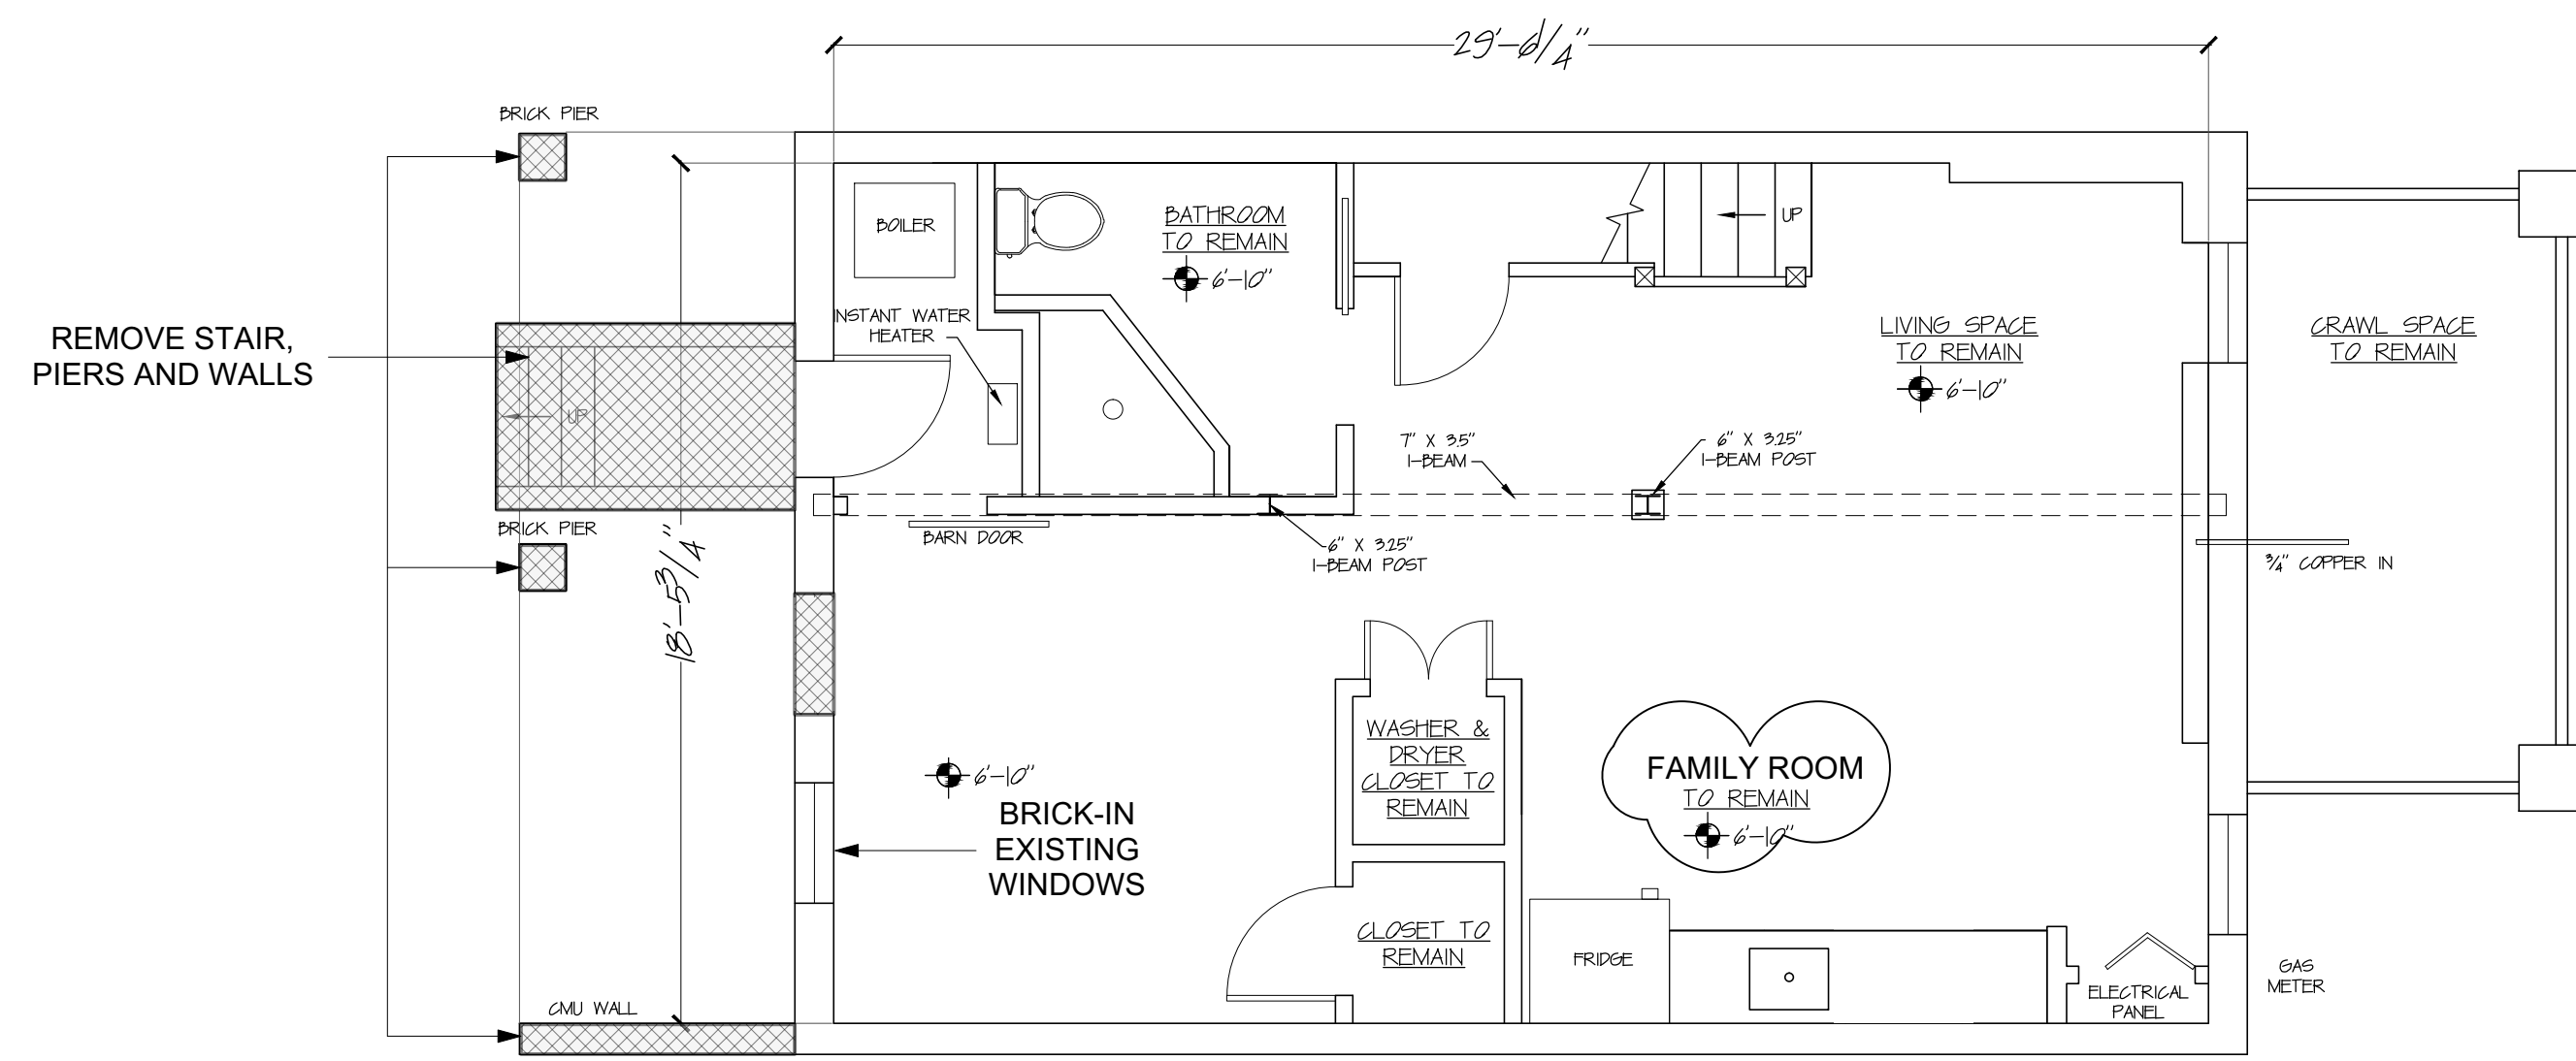 29'-6 1/4"
BRICK PIER
BOILER
BATHROOM
TO REMAIN
6'-10"
UP
INSTANT WATER
HEATER
REMOVE STAIR,
PIERS AND WALLS
UP
LIVING SPACE
TO REMAIN
6'-10"
CRAWL SPACE
TO REMAIN
7" X 3.5"
I-BEAM
6" X 3.25"
I-BEAM POST
BRICK PIER
BARN DOOR
6" X 3.25"
I-BEAM POST
3/4" COPPER IN
18'-5 3/4"
WASHER &
DRYER
CLOSET TO
REMAIN
FAMILY ROOM
TO REMAIN
6'-10"
6'-10"
BRICK-IN
EXISTING
WINDOWS
CLOSET TO
REMAIN
FRIDGE
ELECTRICAL
PANEL
GAS
METER
CMU WALL